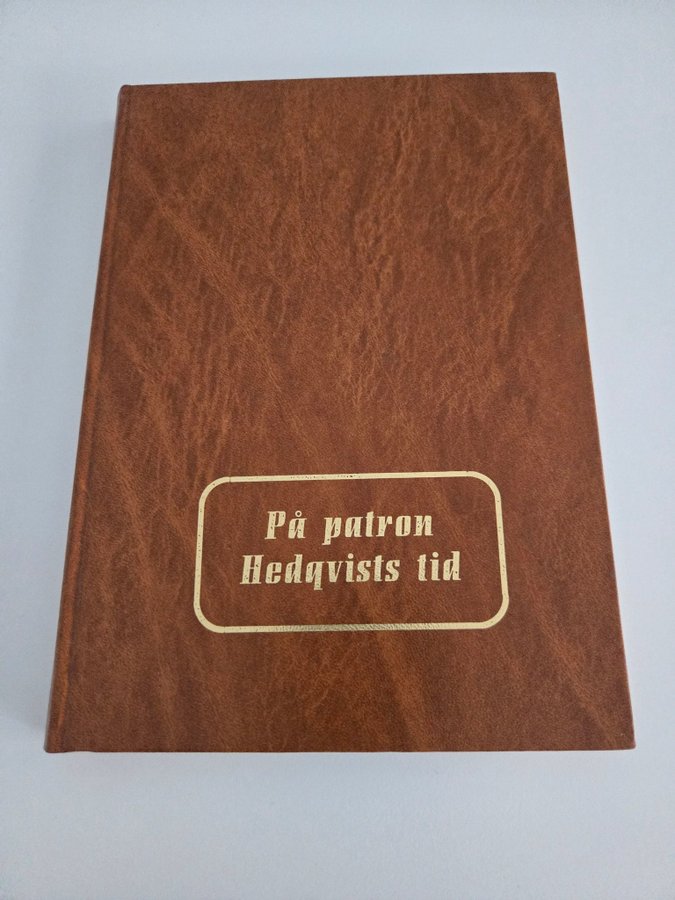 På patron
Hedqvists tid